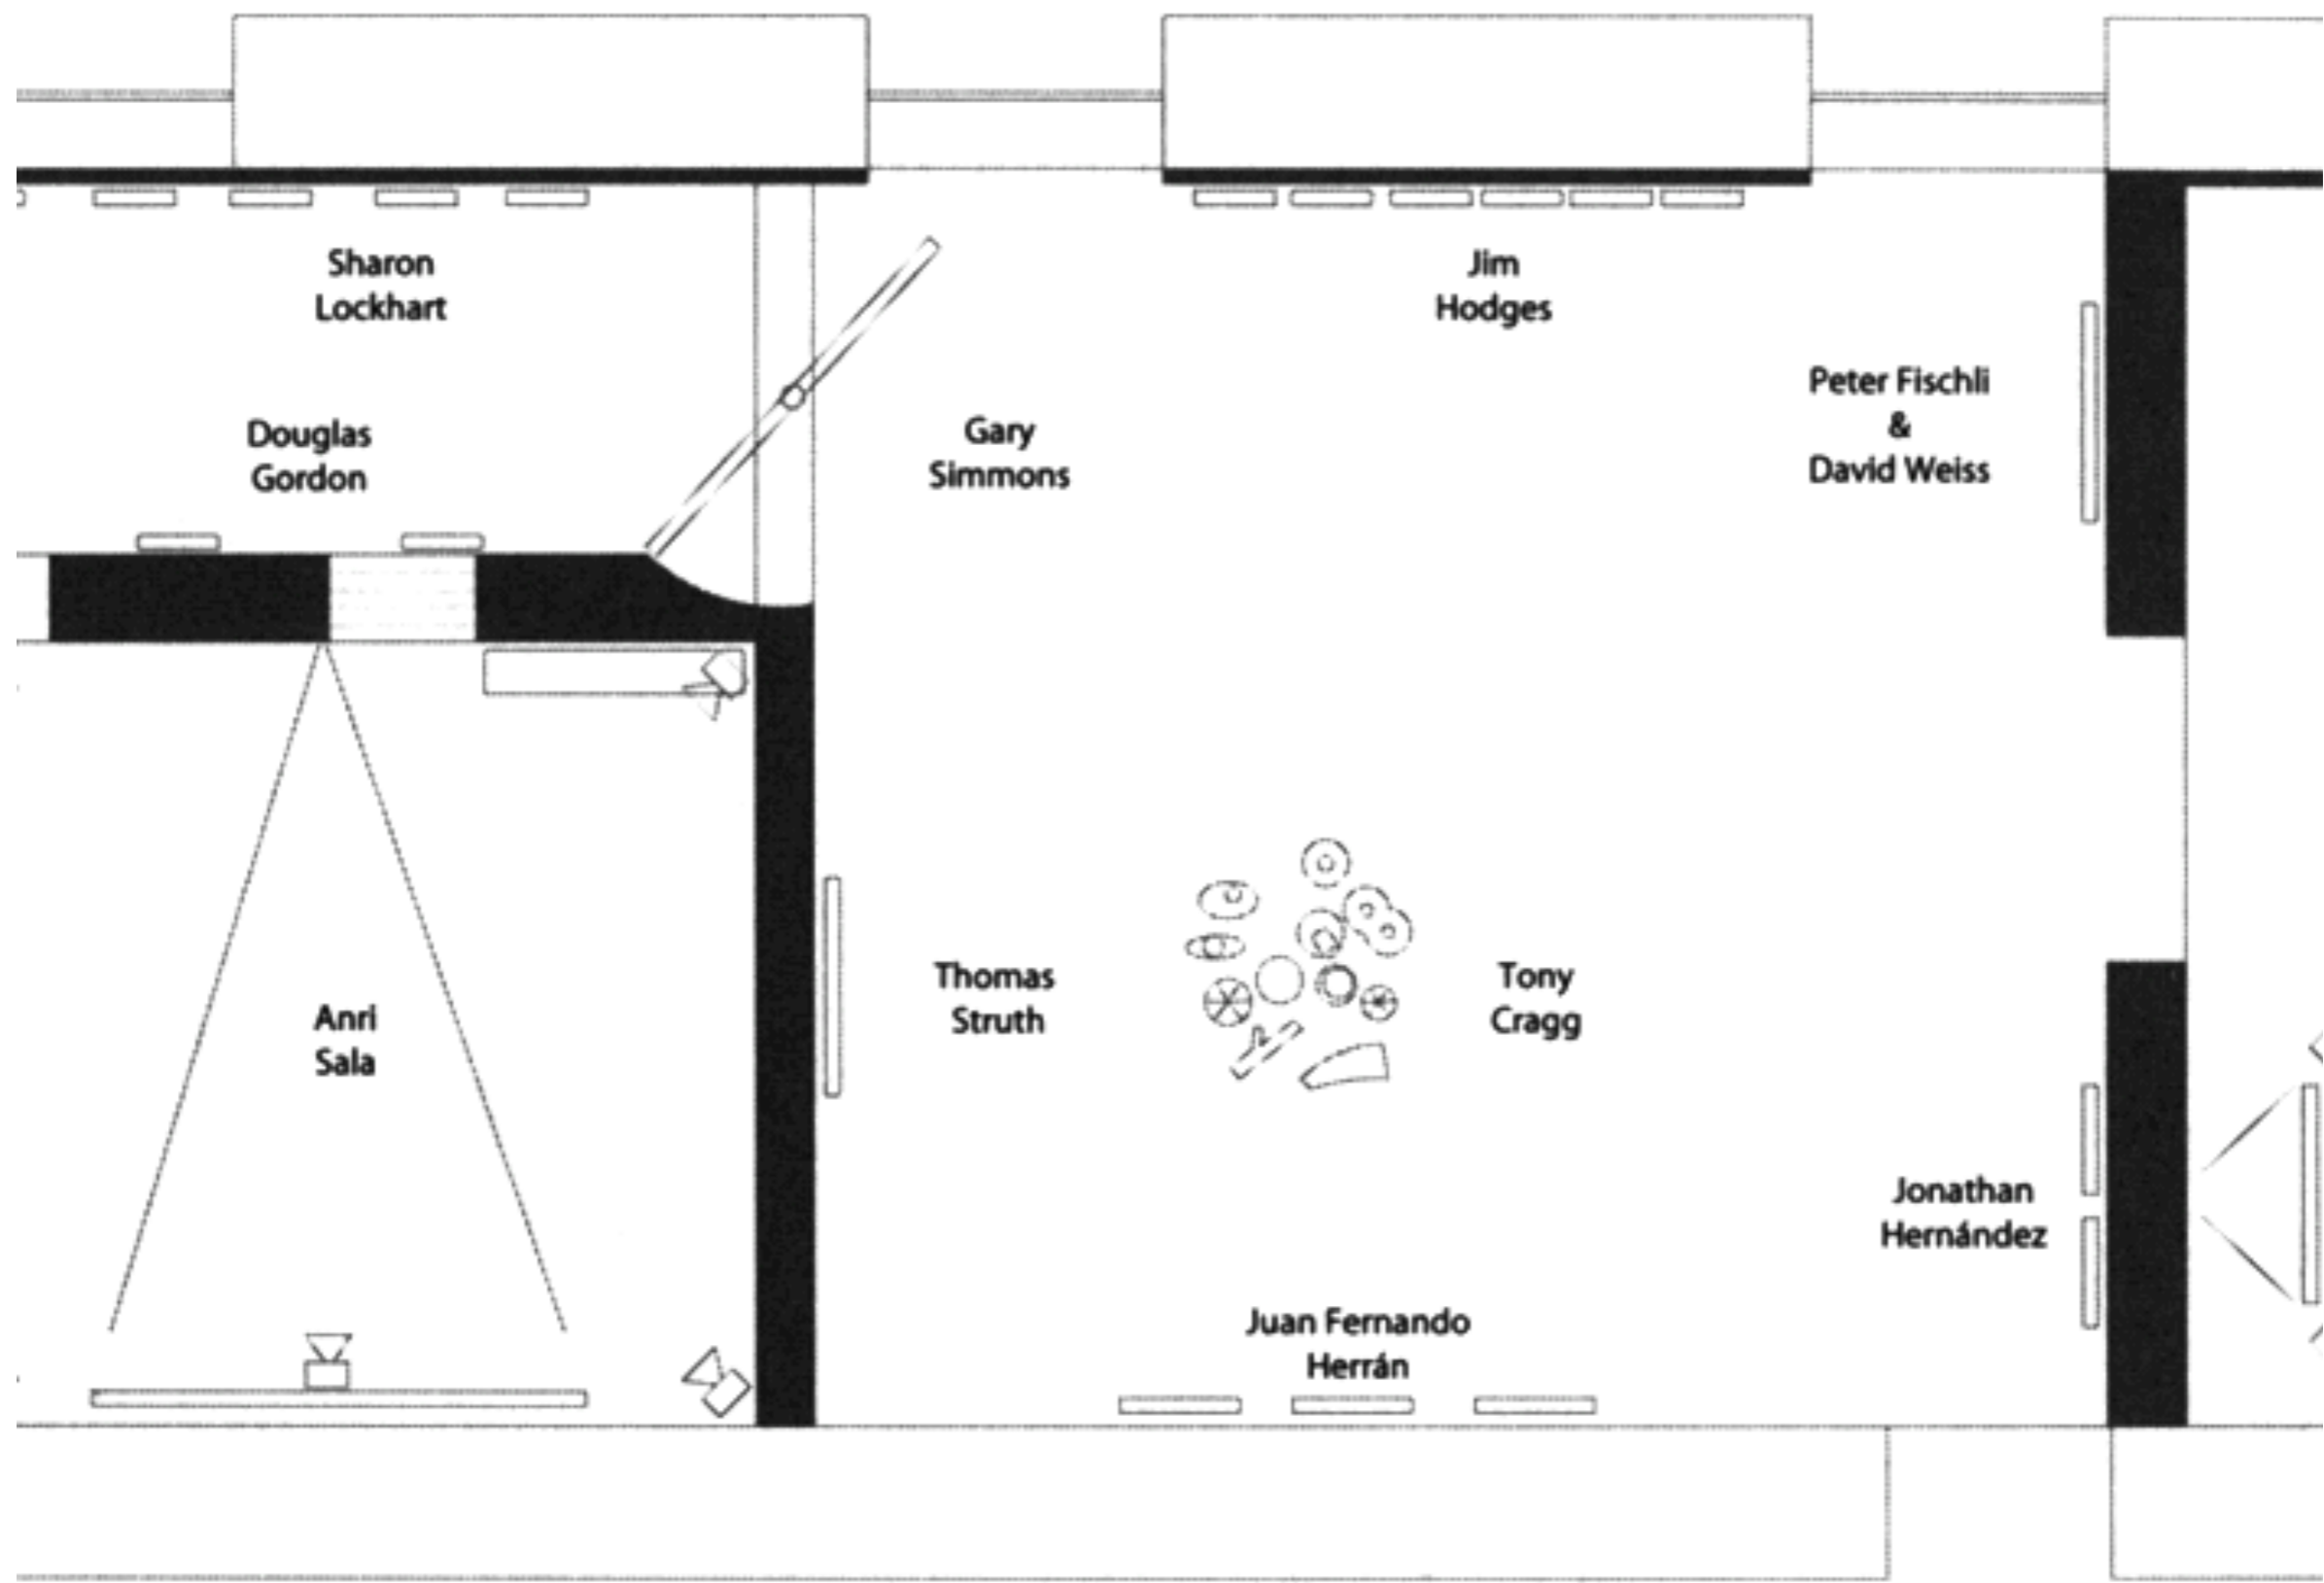 Sharon
Lockhart
Jim
Hodges
Peter Fischli
&
David Weiss
Douglas
Gordon
Gary
Simmons
Thomas
Struth
Tony
Cragg
Anri
Sala
Jonathan
Hernández
Juan Fernando
Herrán